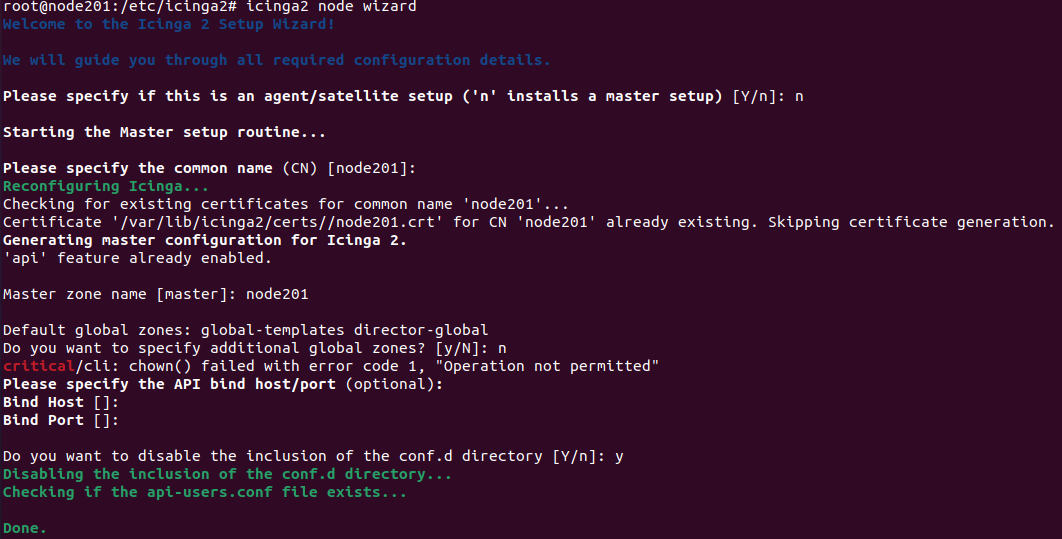 root@node201:/etc/icinga2# icinga2 node wizard
Welcome to the Icinga 2 Setup Wizard!
We will guide you through all required configuration details.
Please specify if this is an agent/satellite setup ('n' installs a master setup) [Y/n]: n
Starting the Master setup routine...
Please specify the common name (CN) [node201]:
Reconfiguring Icinga...
Checking for existing certificates for common name 'node201'...
Certificate '/var/lib/icinga2/certs//node201.crt' for CN 'node201' already existing. Skipping certificate generation.
Generating master configuration for Icinga 2.
'api' feature already enabled.
Master zone name [master]: node201
Default global zones: global-templates director-global
Do you want to specify additional global zones? [y/N]: n
critical/cli: chown() failed with error code 1, "Operation not permitted"
Please specify the API bind host/port (optional):
Bind Host []:
Bind Port []:
Do you want to disable the inclusion of the conf.d directory [Y/n]: y
Disabling the inclusion of the conf.d directory...
Checking if the api-users.conf file exists...
Done.